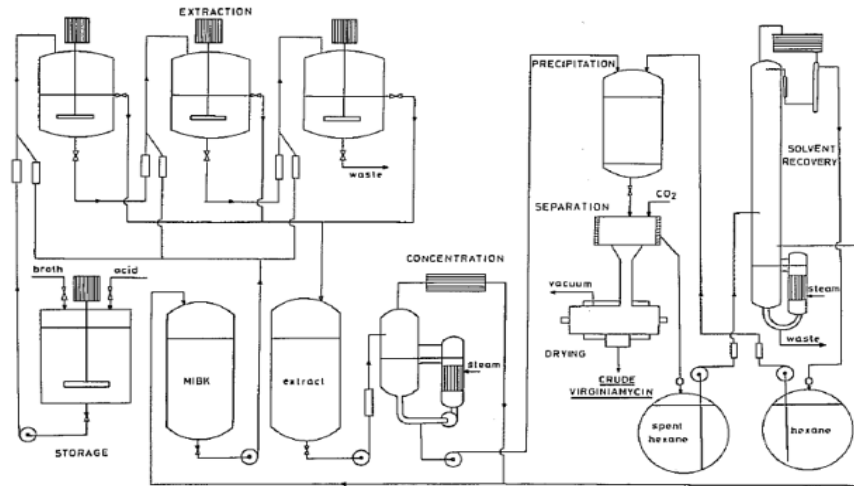 EXTRACTION
PRECIPITATION
SOLVENT
RECOVERY
waste
CO2
SEPARATION
CONCENTRATION
broth
acid
vacuum
steam
waste
MIBK
extract
steam
DRYING
CRUDE
VIRGINIAMYCIN
spent
hexane
hexane
STORAGE